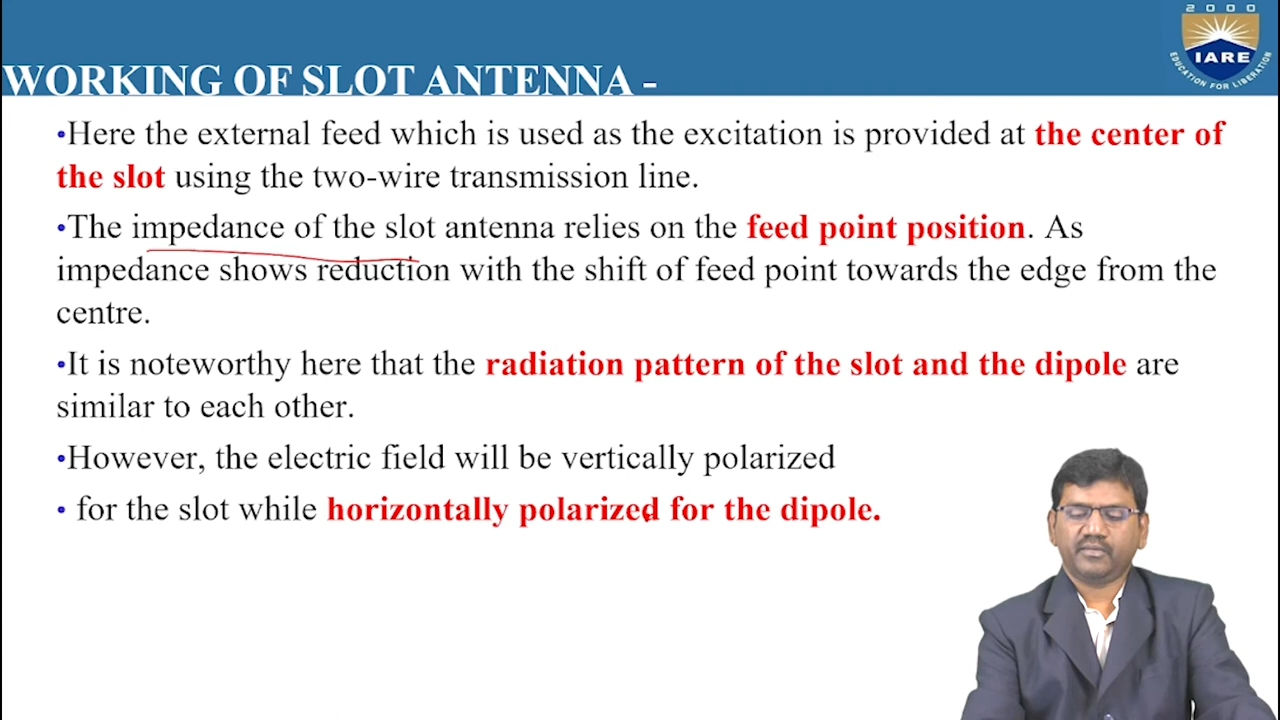 2 0 0 0
IARE
EDUCATION FOR LIBERATION
WORKING OF SLOT ANTENNA -
•Here the external feed which is used as the excitation is provided at the center of
the slot using the two-wire transmission line.
•The impedance of the slot antenna relies on the feed point position. As
impedance shows reduction with the shift of feed point towards the edge from the
centre.
•It is noteworthy here that the radiation pattern of the slot and the dipole are
similar to each other.
•However, the electric field will be vertically polarized
• for the slot while horizontally polarized for the dipole.